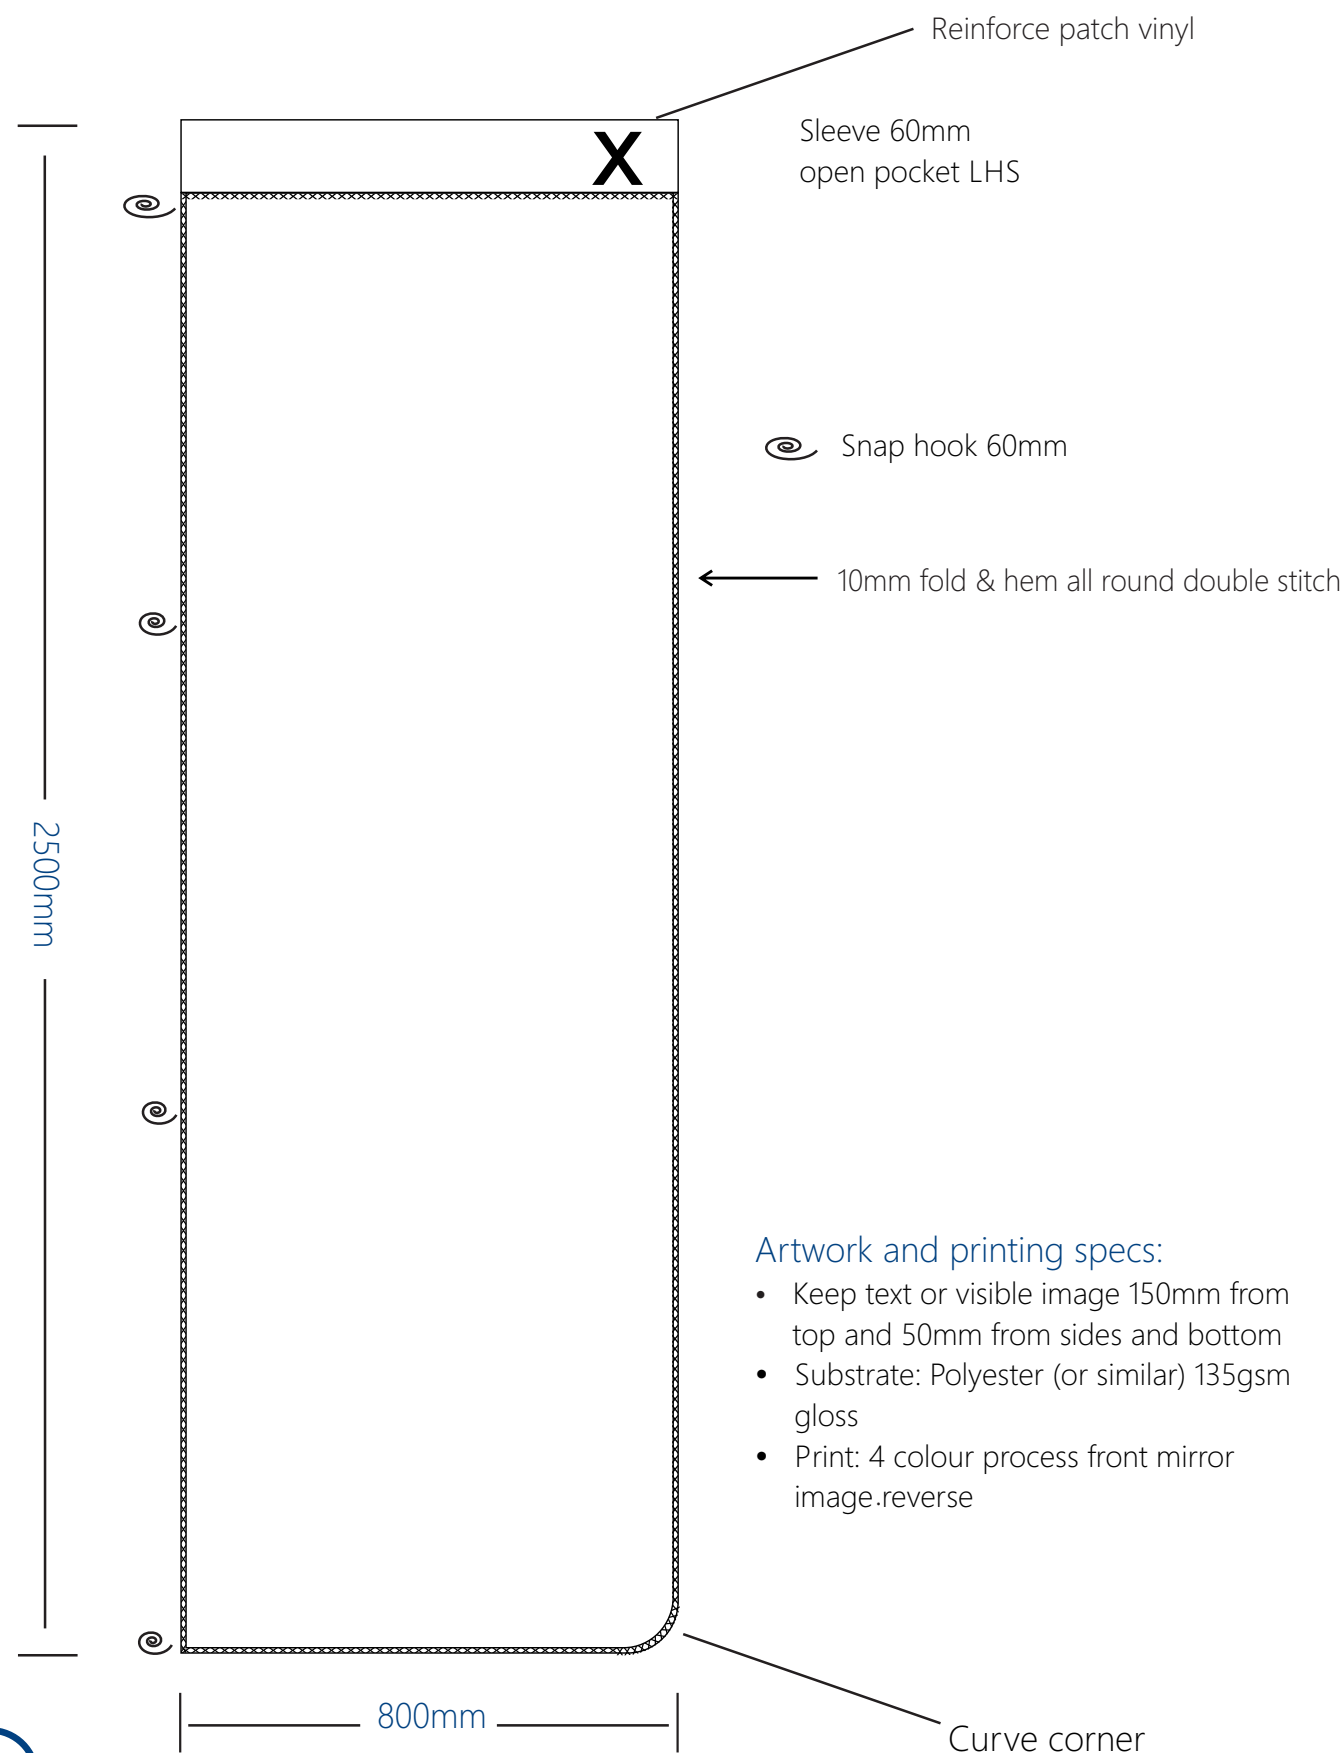 Reinforce patch vinyl
X
Sleeve 60mm
open pocket LHS
Snap hook 60mm
10mm fold & hem all round double stitch
2500mm
Artwork and printing specs:
• Keep text or visible image 150mm from
top and 50mm from sides and bottom
• Substrate: Polyester (or similar) 135gsm
gloss
• Print: 4 colour process front mirror
image.reverse
800mm
Curve corner